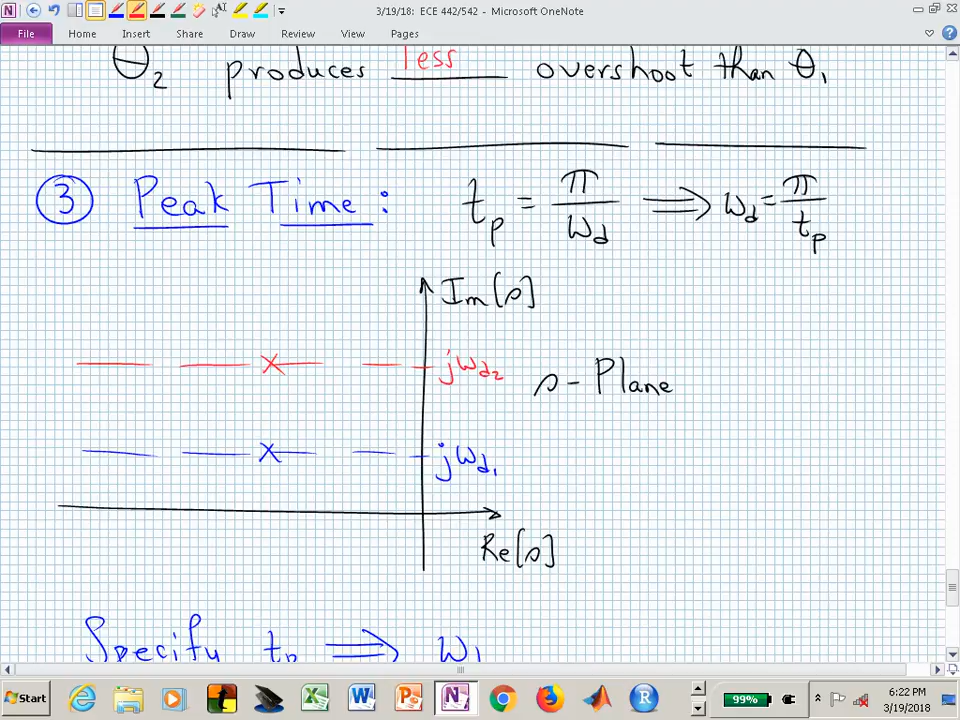 3/19/18: ECE 442/542 - Microsoft OneNote
File Home Insert Share Draw Review View Pages
θ₂ produces less overshoot than θ₁
③ Peak Time: tp = π/ωd ⟹ ωd = π/tp
Im[s]
jωd₂
s-Plane
jωd₁
Re[s]
Specify tp ⟹ ωd
Start
99%
6:22 PM
3/19/2018